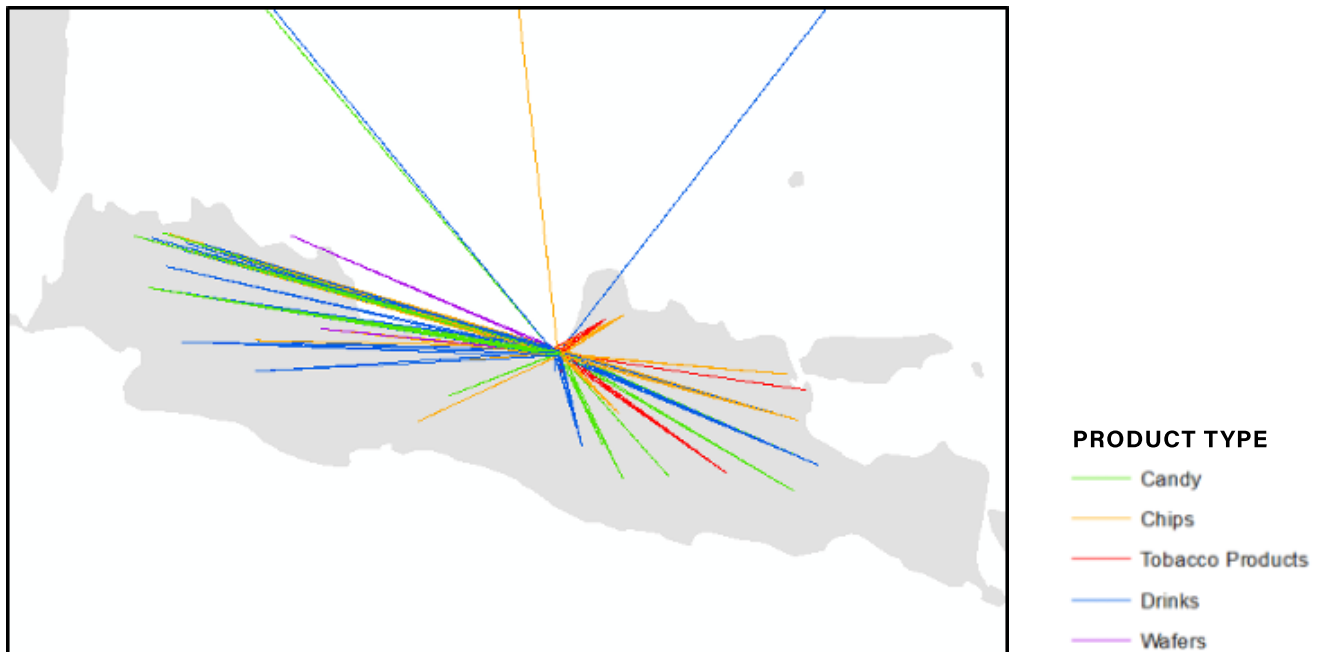 PRODUCT TYPE
Candy
Chips
Tobacco Products
Drinks
Wafers